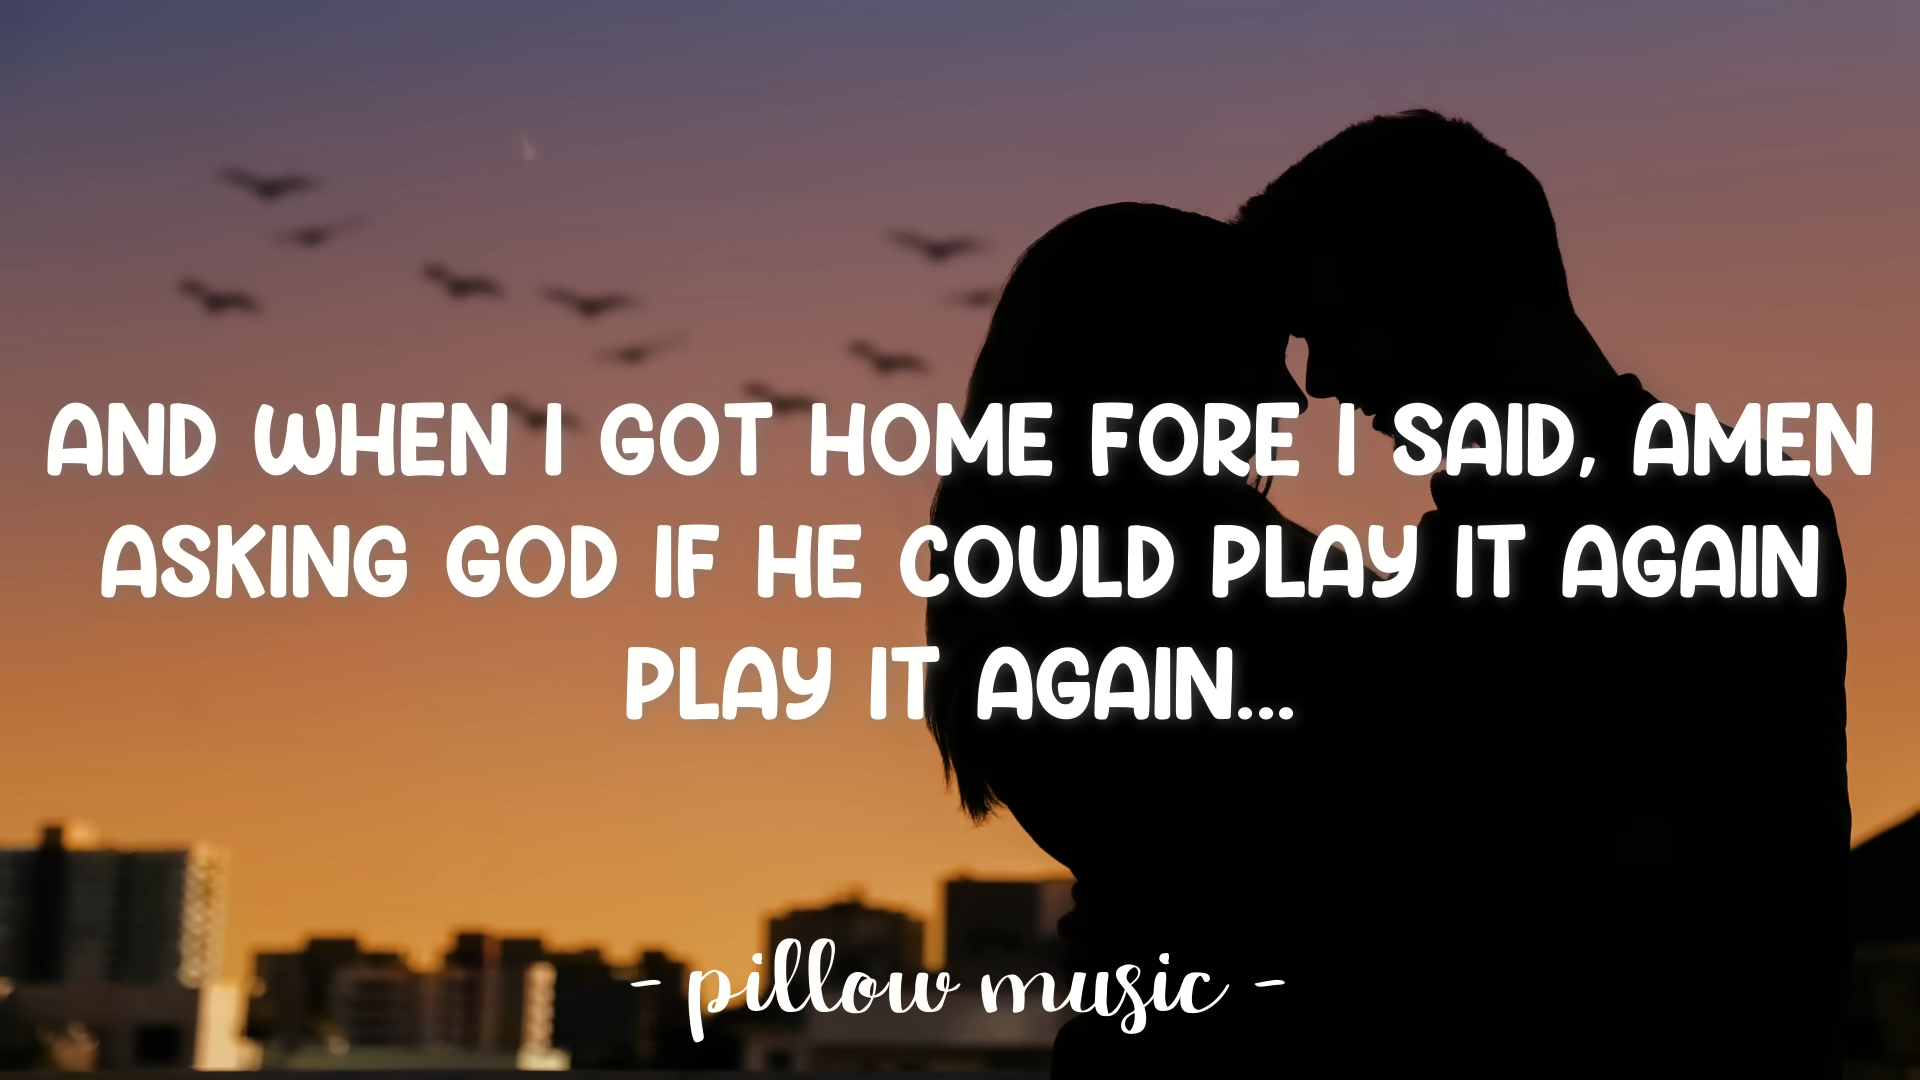 AND WHEN I GOT HOME FORE I SAID, AMEN
ASKING GOD IF HE COULD PLAY IT AGAIN
PLAY IT AGAIN...
- pillow music -